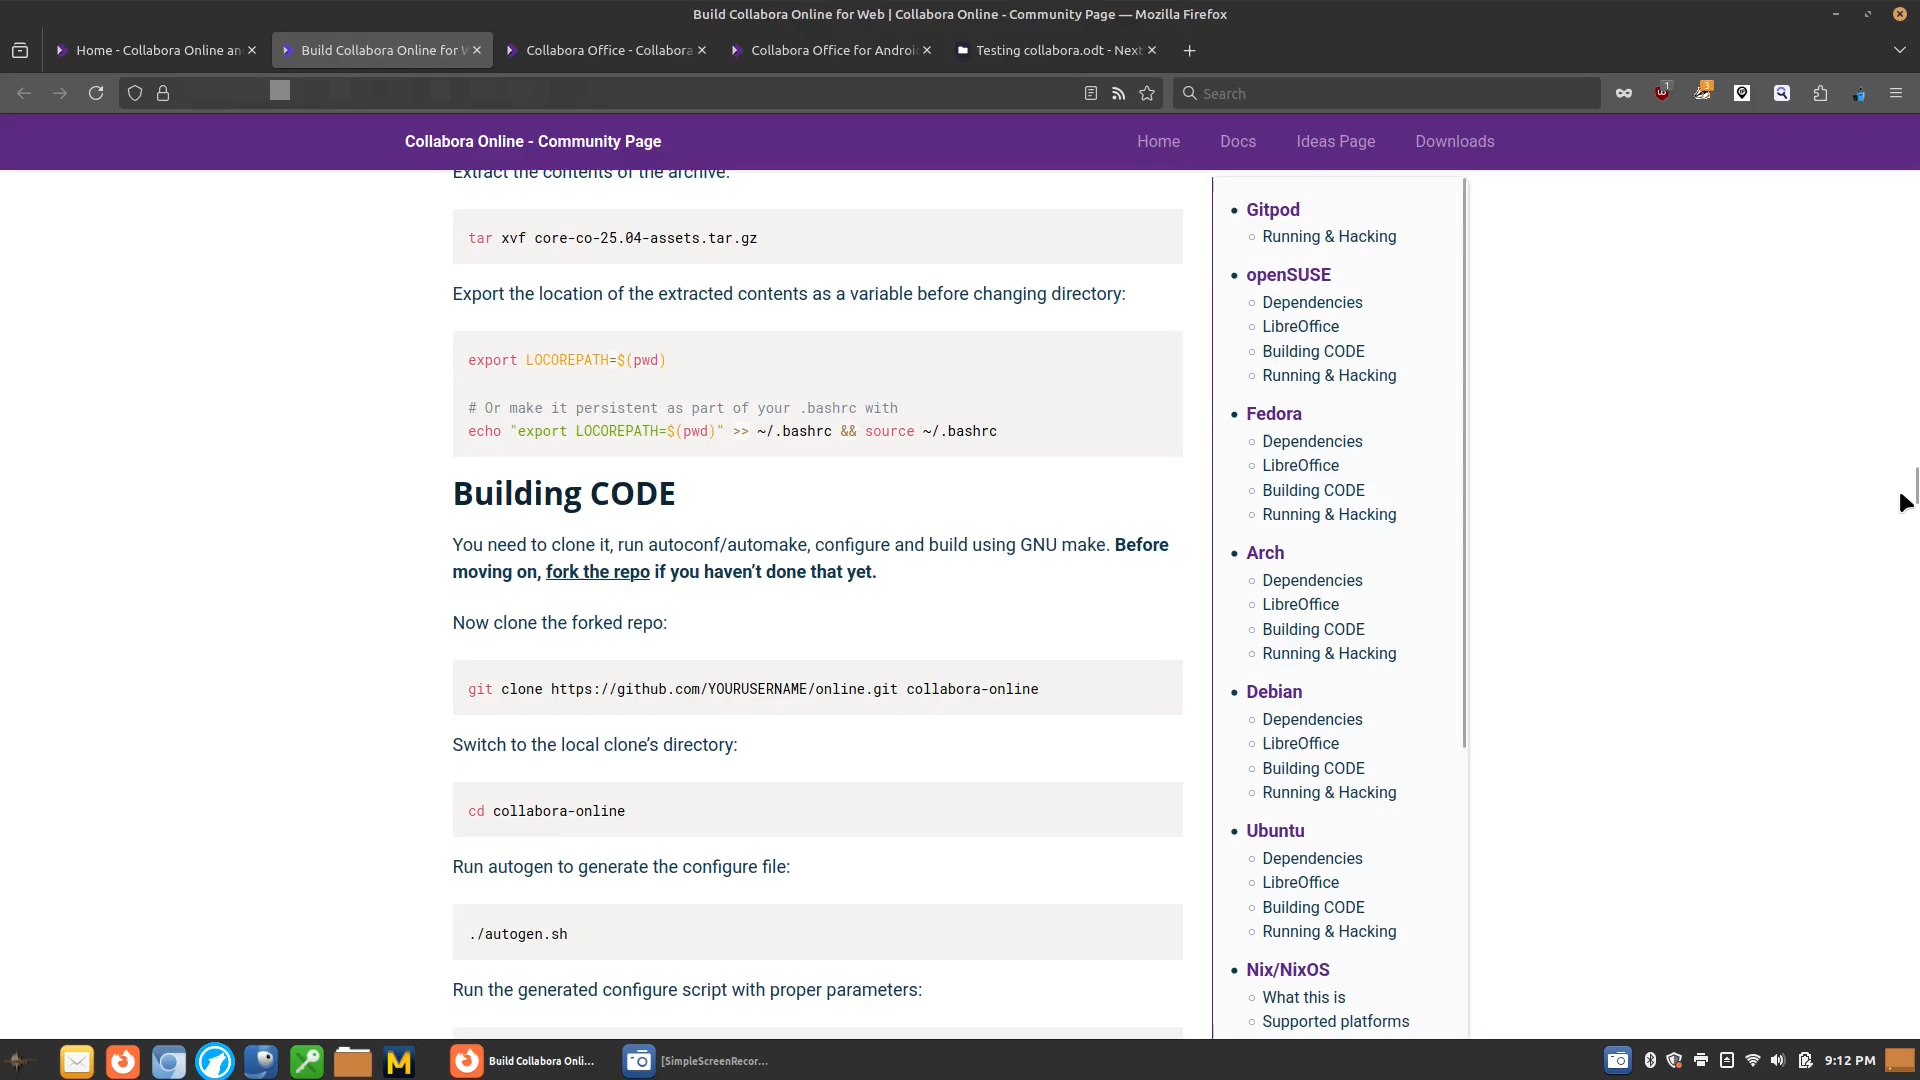 Build Collabora Online for Web | Collabora Online - Community Page — Mozilla Firefox
Home - Collabora Online an
Build Collabora Online for W
Collabora Office - Collabora
Collabora Office for Androi
Testing collabora.odt - Next
Search
1
3
Collabora Online - Community Page
Home
Docs
Ideas Page
Downloads
Extract the contents of the archive.
tar xvf core-co-25.04-assets.tar.gz
Export the location of the extracted contents as a variable before changing directory:
export LOCOREPATH=$(pwd)
# Or make it persistent as part of your .bashrc with
echo "export LOCOREPATH=$(pwd)" >> ~/.bashrc && source ~/.bashrc
Building CODE
You need to clone it, run autoconf/automake, configure and build using GNU make. Before
moving on, fork the repo if you haven’t done that yet.
Now clone the forked repo:
git clone https://github.com/YOURUSERNAME/online.git collabora-online
Switch to the local clone’s directory:
cd collabora-online
Run autogen to generate the configure file:
./autogen.sh
Run the generated configure script with proper parameters:
Gitpod
Running & Hacking
openSUSE
Dependencies
LibreOffice
Building CODE
Running & Hacking
Fedora
Dependencies
LibreOffice
Building CODE
Running & Hacking
Arch
Dependencies
LibreOffice
Building CODE
Running & Hacking
Debian
Dependencies
LibreOffice
Building CODE
Running & Hacking
Ubuntu
Dependencies
LibreOffice
Building CODE
Running & Hacking
Nix/NixOS
What this is
Supported platforms
M
Build Collabora Onli...
[SimpleScreenRecor...
9:12 PM